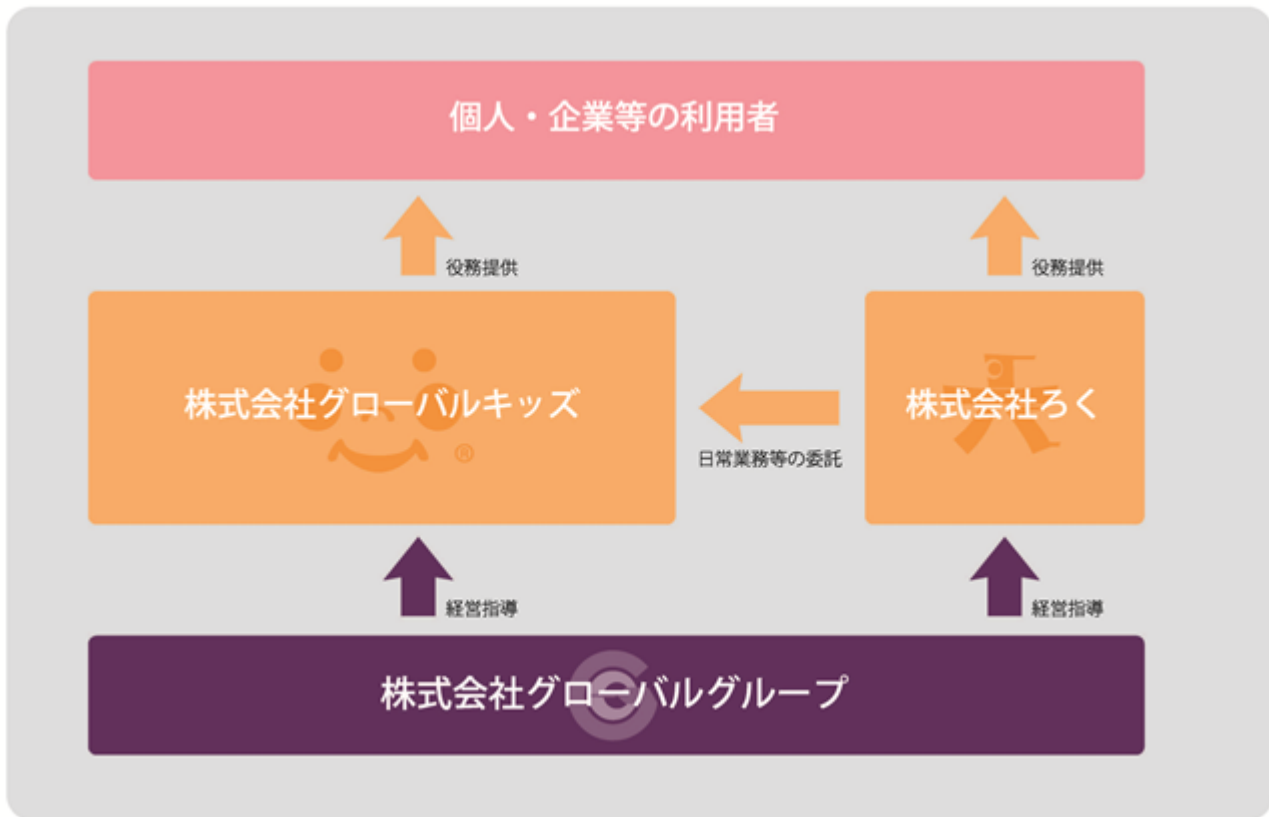 個人・企業等の利用者
役務提供
役務提供
株式会社グローバルキッズ
®
株式会社ろく
日常業務等の委託
経営指導
経営指導
株式会社グローバルグループ